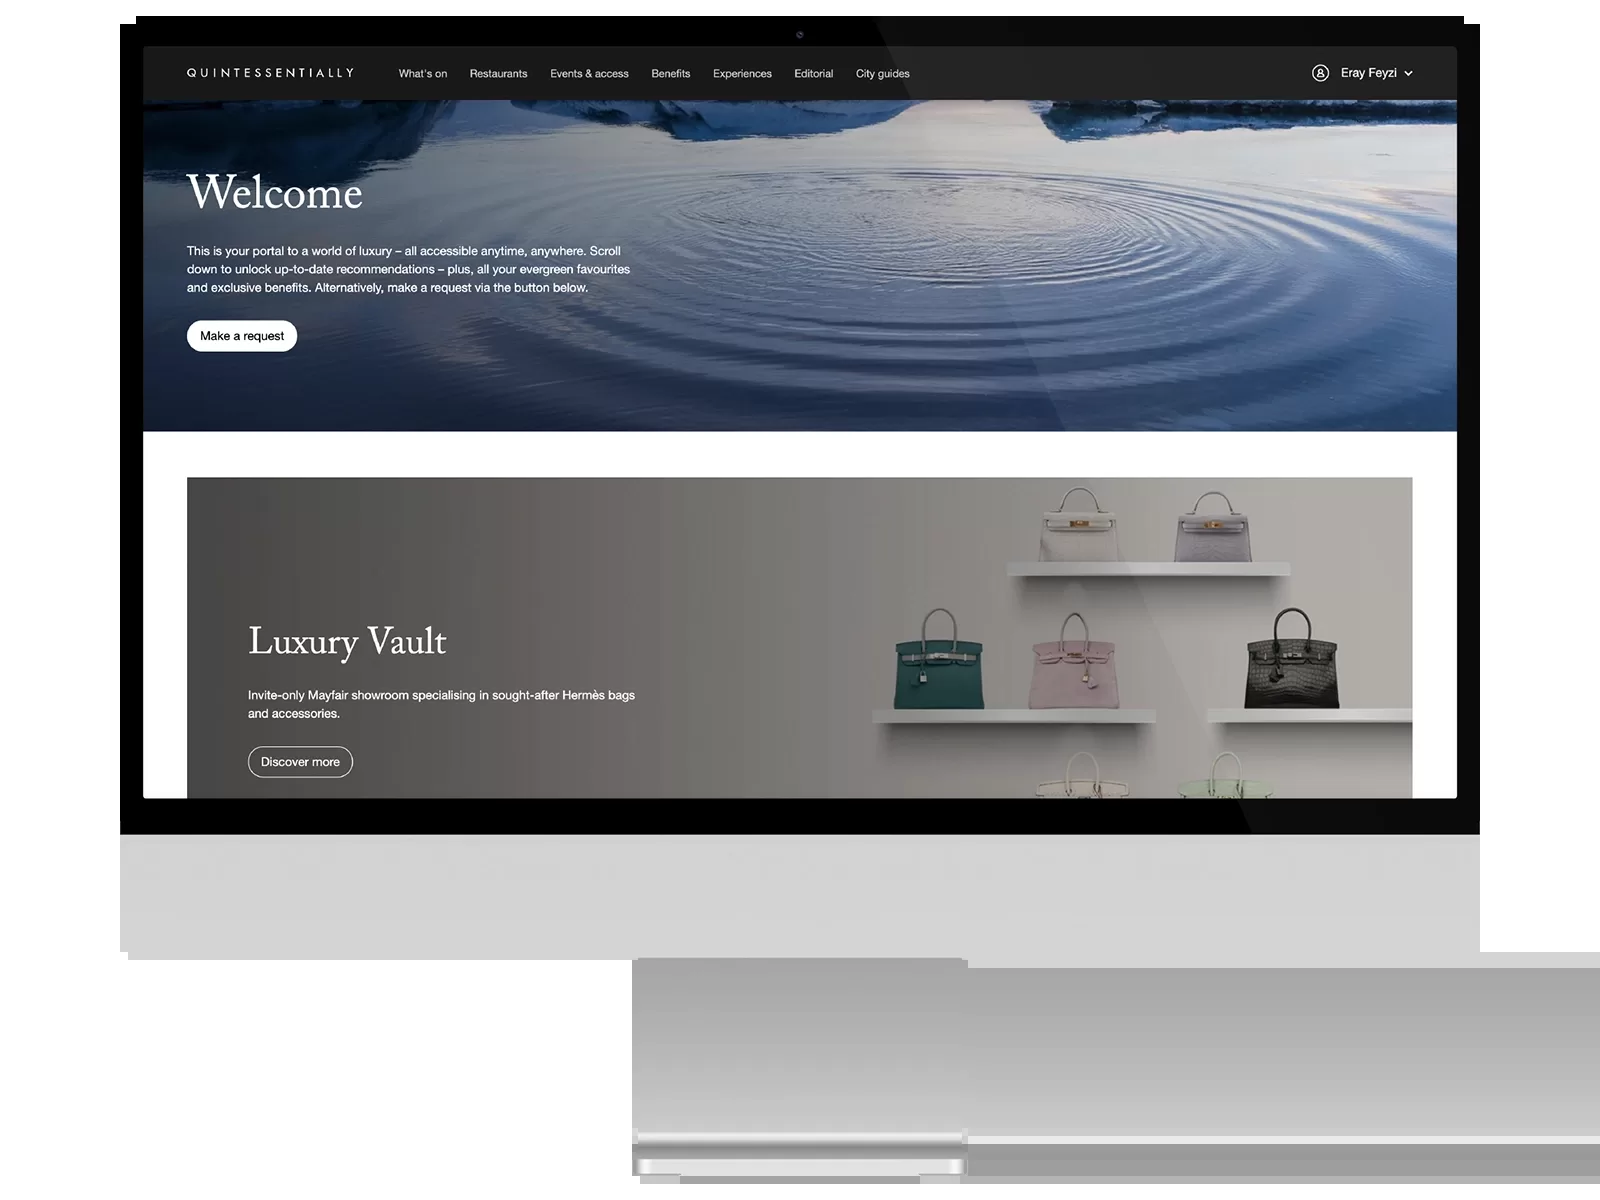 QUINTESSENTIALLY
What's on
Restaurants
Events & access
Benefits
Experiences
Editorial
City guides
Eray Feyzi
Welcome
This is your portal to a world of luxury – all accessible anytime, anywhere. Scroll
down to unlock up-to-date recommendations – plus, all your evergreen favourites
and exclusive benefits. Alternatively, make a request via the button below.
Make a request
Luxury Vault
Invite-only Mayfair showroom specialising in sought-after Hermès bags
and accessories.
Discover more